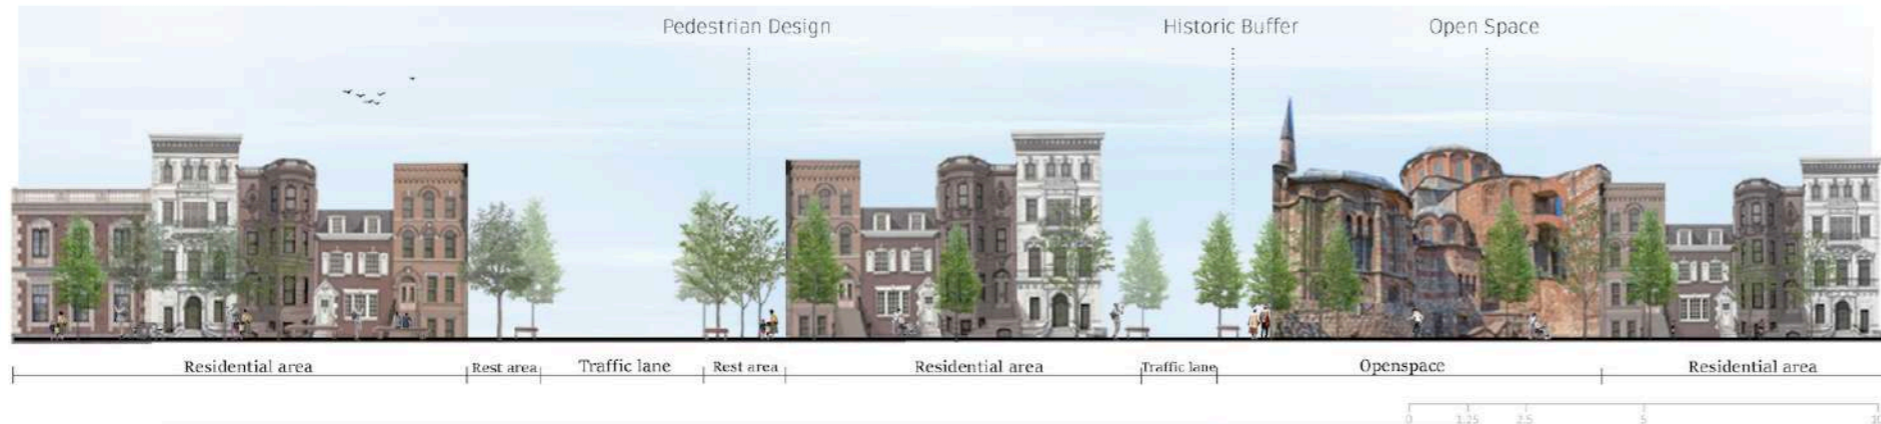 Pedestrian Design
Historic Buffer
Open Space
Residential area
Rest area
Traffic lane
Rest area
Residential area
Traffic lane
Openspace
Residential area
0 1.25 2.5 5 10